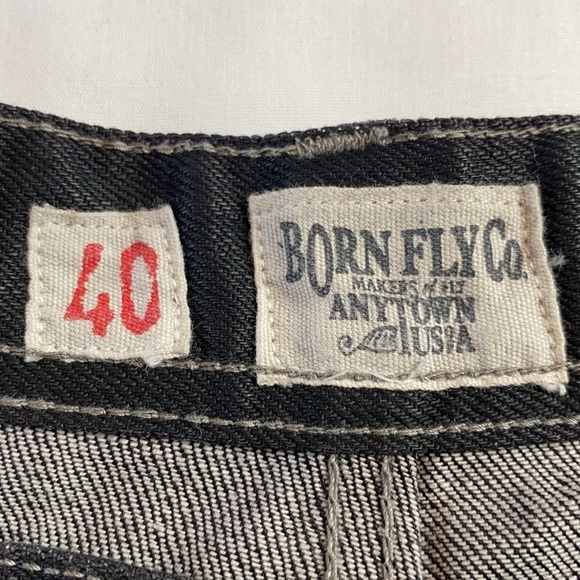 40
BORN FLY Co.
MAKERS of FLY
ANYTOWN
USA